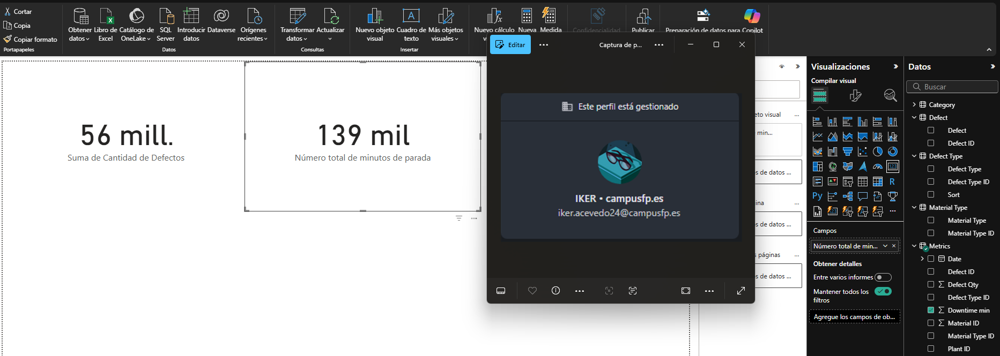 Cortar
Copia
Copiar formato
Portapapeles
Obtener datos
Libro de Excel
Catálogo de OneLake
SQL Server
Introducir datos
Dataverse
Orígenes recientes
Datos
Transformar datos
Actualizar
Consultas
Nuevo objeto visual
Cuadro de texto
Más objetos visuales
Insertar
Nuevo cálculo
Nueva
Medida
Confidencialidad
Publicar
Preparación de datos para Copilot
56 mill.
Suma de Cantidad de Defectos
139 mil
Número total de minutos de parada
Editar
Captura de p...
Este perfil está gestionado
IKER • campusfp.es
iker.acevedo24@campusfp.es
eto visual
min...
s de datos ...
ina
s de datos ...
s páginas
s de datos ...
Visualizaciones
Compilar visual
123
R
Py
Campos
Número total de min...
Obtener detalles
Entre varios informes
Mantener todos los
filtros
Agregue los campos de ob...
Datos
Buscar
Category
Defect
Defect
Defect ID
Defect Type
Defect Type
Defect Type ID
Sort
Material Type
Material Type
Material Type ID
Metrics
Date
Defect ID
Defect Qty
Defect Type ID
Downtime min
Material ID
Material Type ID
Plant ID